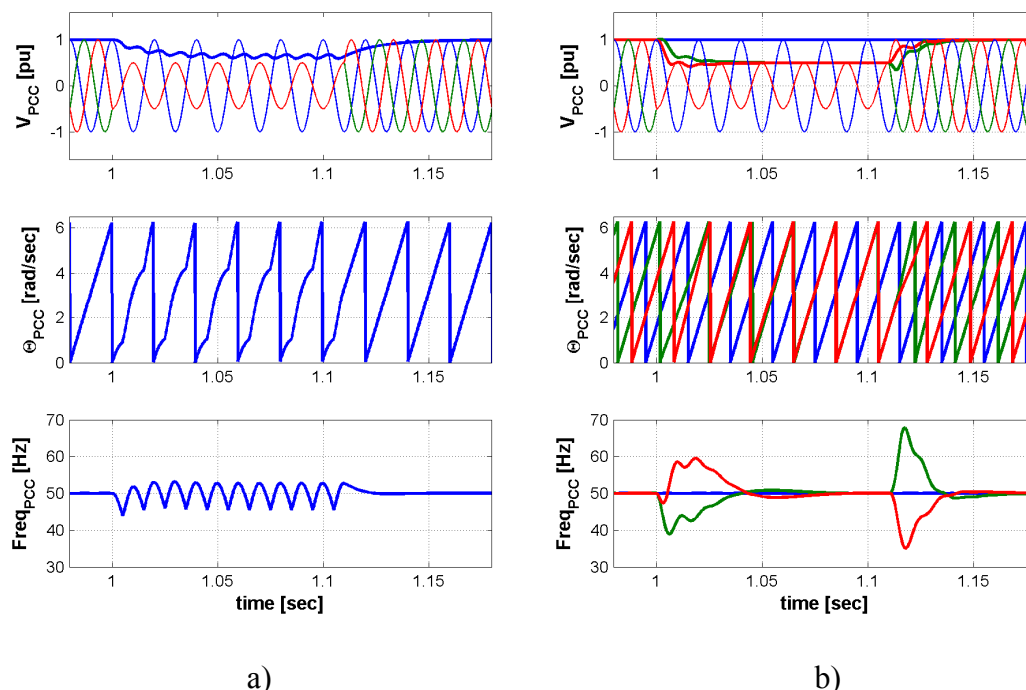 V_PCC [pu]
1
0
-1
1 1.05 1.1 1.15
Θ_PCC [rad/sec]
6
4
2
0
1 1.05 1.1 1.15
Freq_PCC [Hz]
70
60
50
40
30
1 1.05 1.1 1.15
time [sec]
a)
V_PCC [pu]
1
0
-1
1 1.05 1.1 1.15
Θ_PCC [rad/sec]
6
4
2
0
1 1.05 1.1 1.15
Freq_PCC [Hz]
70
60
50
40
30
1 1.05 1.1 1.15
time [sec]
b)